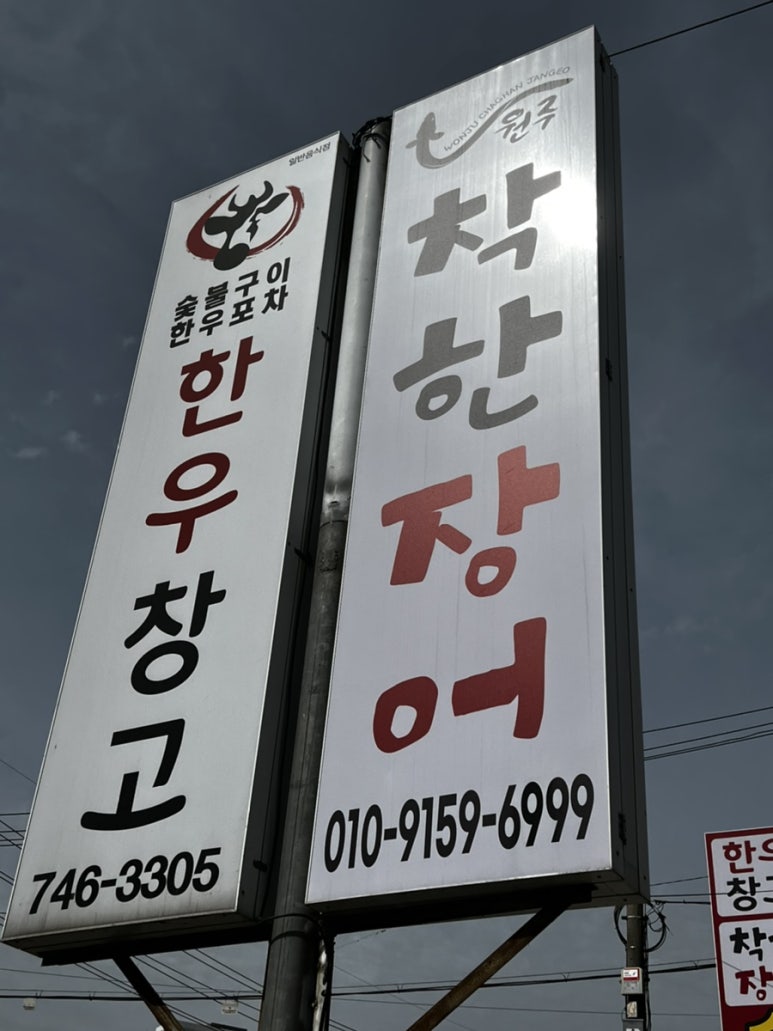 일반음식점
숯불구이
한우포차
한우창고
746-3305
WONJU CHAGHAN JANGEO
원주
착한장어
010-9159-6999
한우
창고
착
장